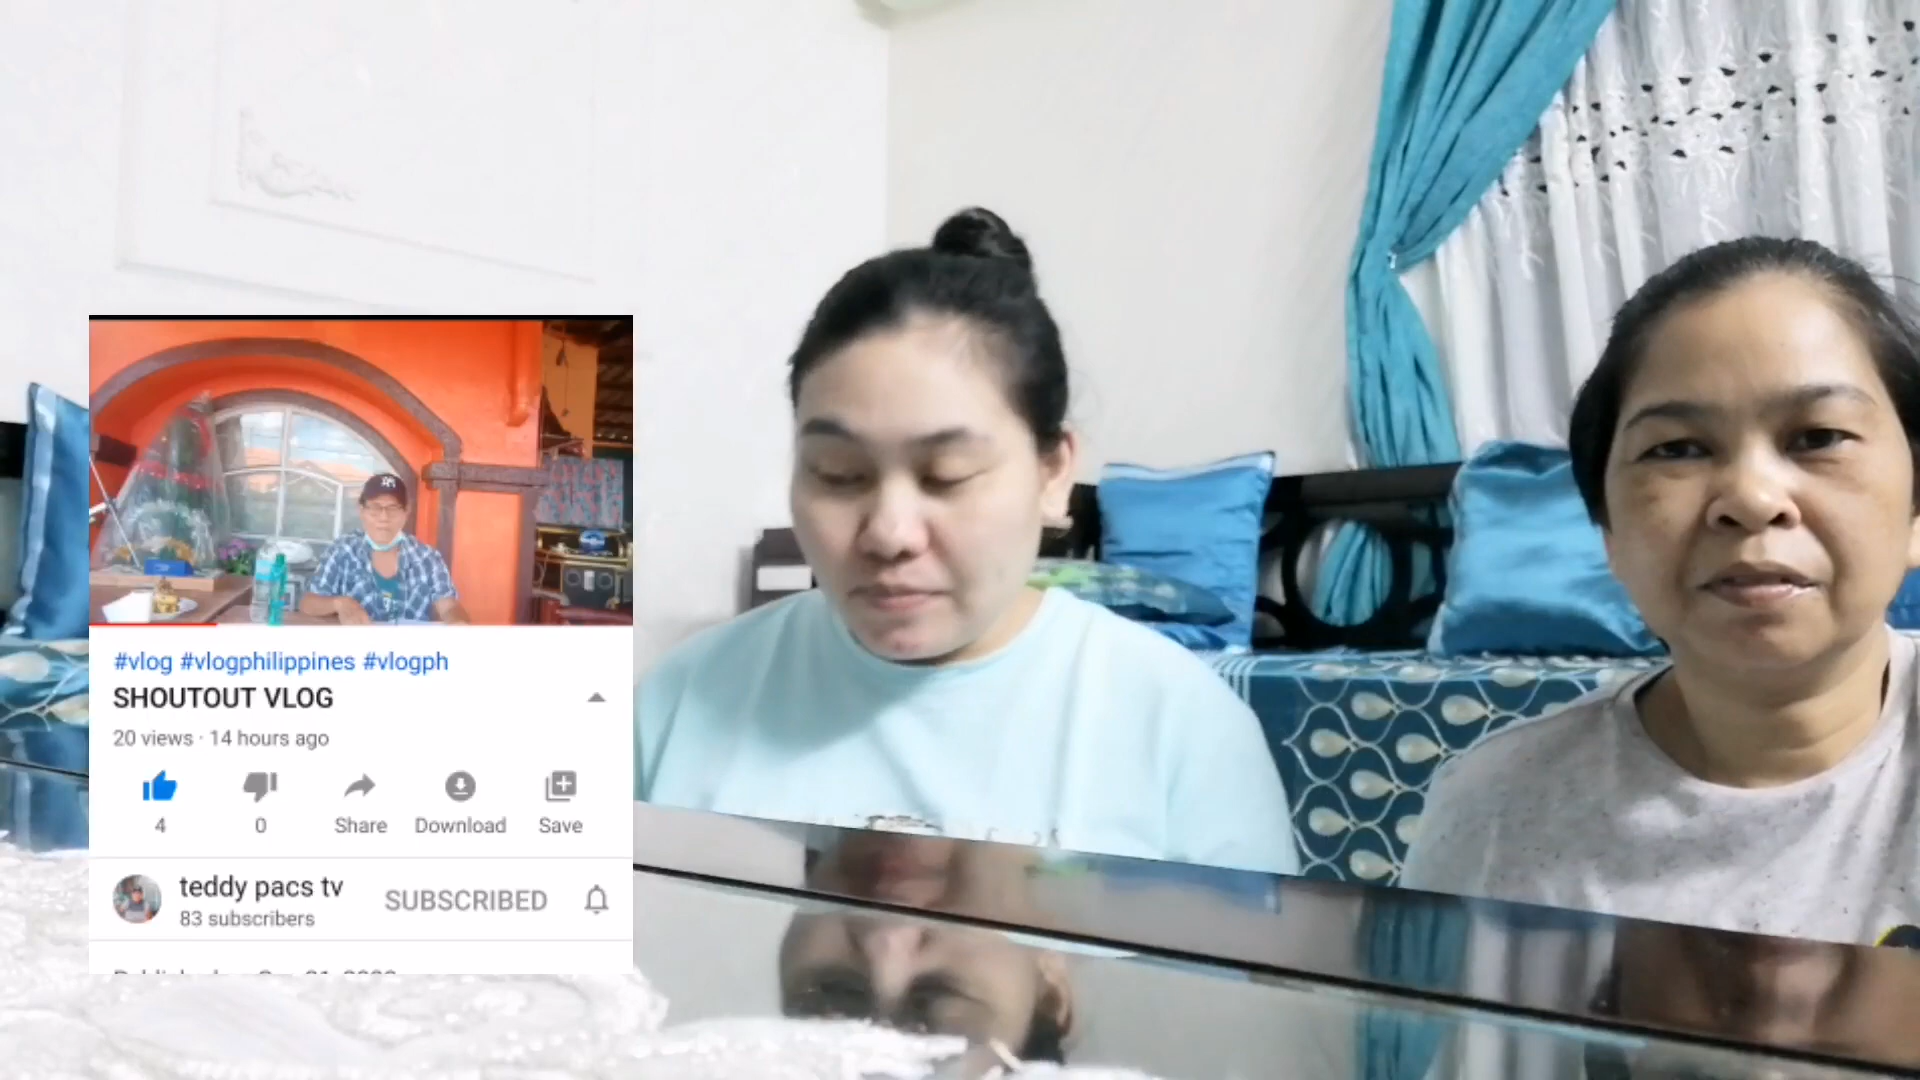 #vlog #vlogphilippines #vlogph
SHOUTOUT VLOG
20 views · 14 hours ago
4
0
Share
Download
Save
teddy pacs tv
83 subscribers
SUBSCRIBED